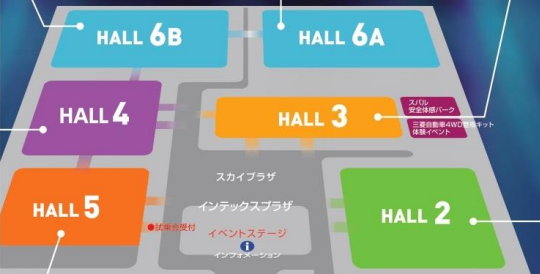 HALL 6B
HALL 6A
HALL 4
HALL 3
スバル
安全体感パーク
三菱自動車4WD登坂キット
体験イベント
スカイプラザ
HALL 5
インテックスプラザ
HALL 2
●試乗会受付
イベントステージ
i
インフォメーション